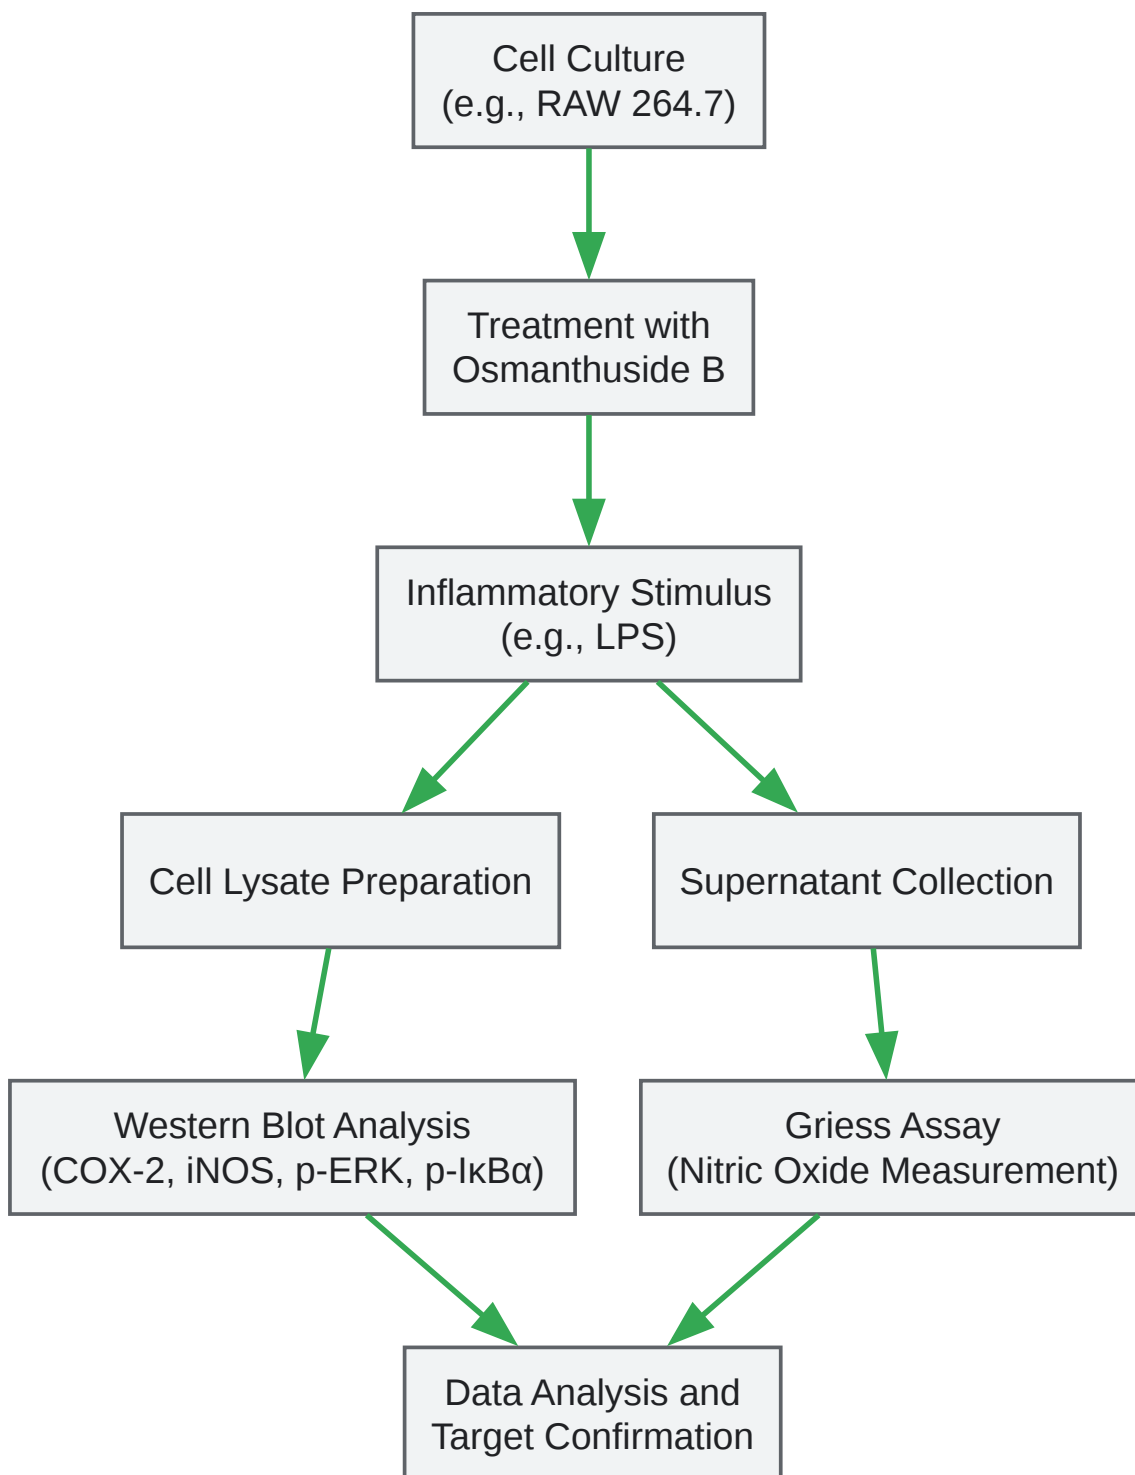 Cell Culture
(e.g., RAW 264.7)
Treatment with
Osmanthuside B
Inflammatory Stimulus
(e.g., LPS)
Cell Lysate Preparation
Supernatant Collection
Western Blot Analysis
(COX-2, iNOS, p-ERK, p-IκBα)
Griess Assay
(Nitric Oxide Measurement)
Data Analysis and
Target Confirmation